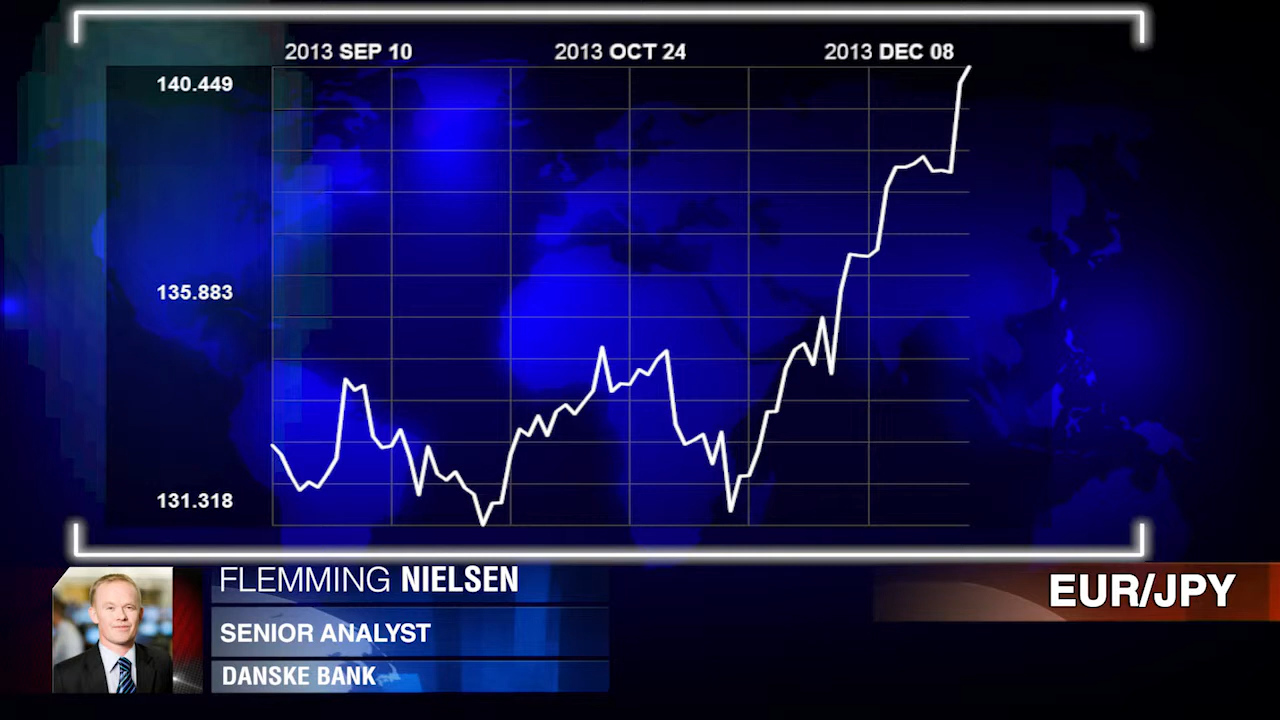 2013 SEP 10 2013 OCT 24 2013 DEC 08
140.449
135.883
131.318
FLEMMING NIELSEN
EUR/JPY
SENIOR ANALYST
DANSKE BANK